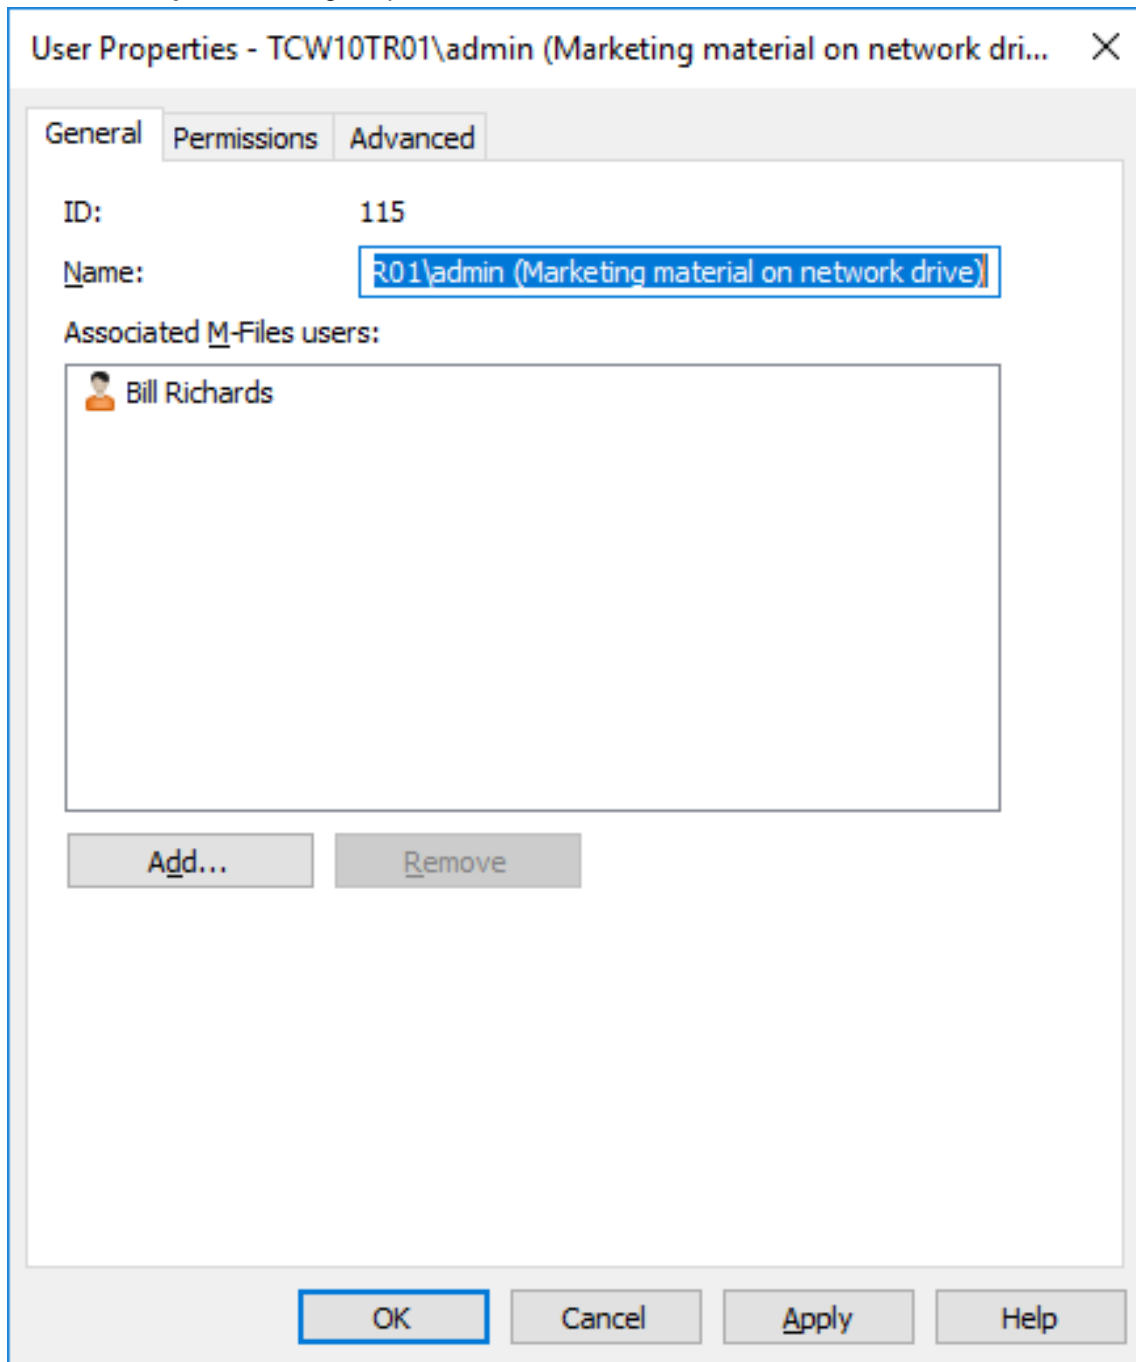 User Properties - TCW10TR01\admin (Marketing material on network dri...
General Permissions Advanced
ID: 115
Name: R01\admin (Marketing material on network drive)
Associated M-Files users:
Bill Richards
Add... Remove
OK Cancel Apply Help